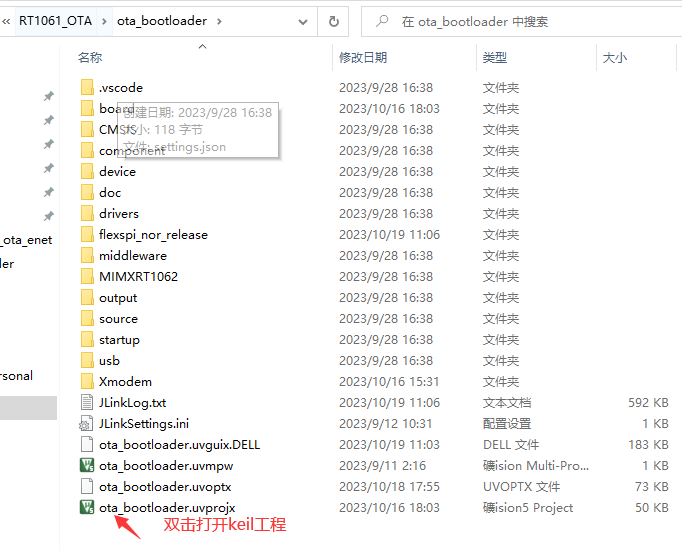 « RT1061_OTA › ota_bootloader ›
在 ota_bootloader 中搜索
名称 修改日期 类型 大小
.vscode 2023/9/28 16:38 文件夹
board 2023/10/16 18:03 文件夹
创建日期: 2023/9/28 16:38
CMSIS 2023/9/28 16:38 文件夹
大小: 118 字节
component 2023/9/28 16:38 文件夹
文件: settings.json
device 2023/9/28 16:38 文件夹
doc 2023/9/28 16:38 文件夹
drivers 2023/9/28 16:38 文件夹
flexspi_nor_release 2023/10/19 11:06 文件夹
_ota_enet
middleware 2023/9/28 16:38 文件夹
der
MIMXRT1062 2023/9/28 16:38 文件夹
output 2023/9/28 16:38 文件夹
source 2023/9/28 16:38 文件夹
startup 2023/9/28 16:38 文件夹
usb 2023/9/28 16:38 文件夹
rsonal
Xmodem 2023/10/16 15:31 文件夹
JLinkLog.txt 2023/10/19 11:06 文本文档 592 KB
JLinkSettings.ini 2023/9/12 10:31 配置设置 1 KB
ota_bootloader.uvguix.DELL 2023/10/19 11:03 DELL 文件 183 KB
ota_bootloader.uvmpw 2023/9/11 2:16 礦ision Multi-Pro... 1 KB
ota_bootloader.uvoptx 2023/10/18 17:55 UVOPTX 文件 73 KB
ota_bootloader.uvprojx 2023/10/16 18:03 礦ision5 Project 50 KB
双击打开keil工程